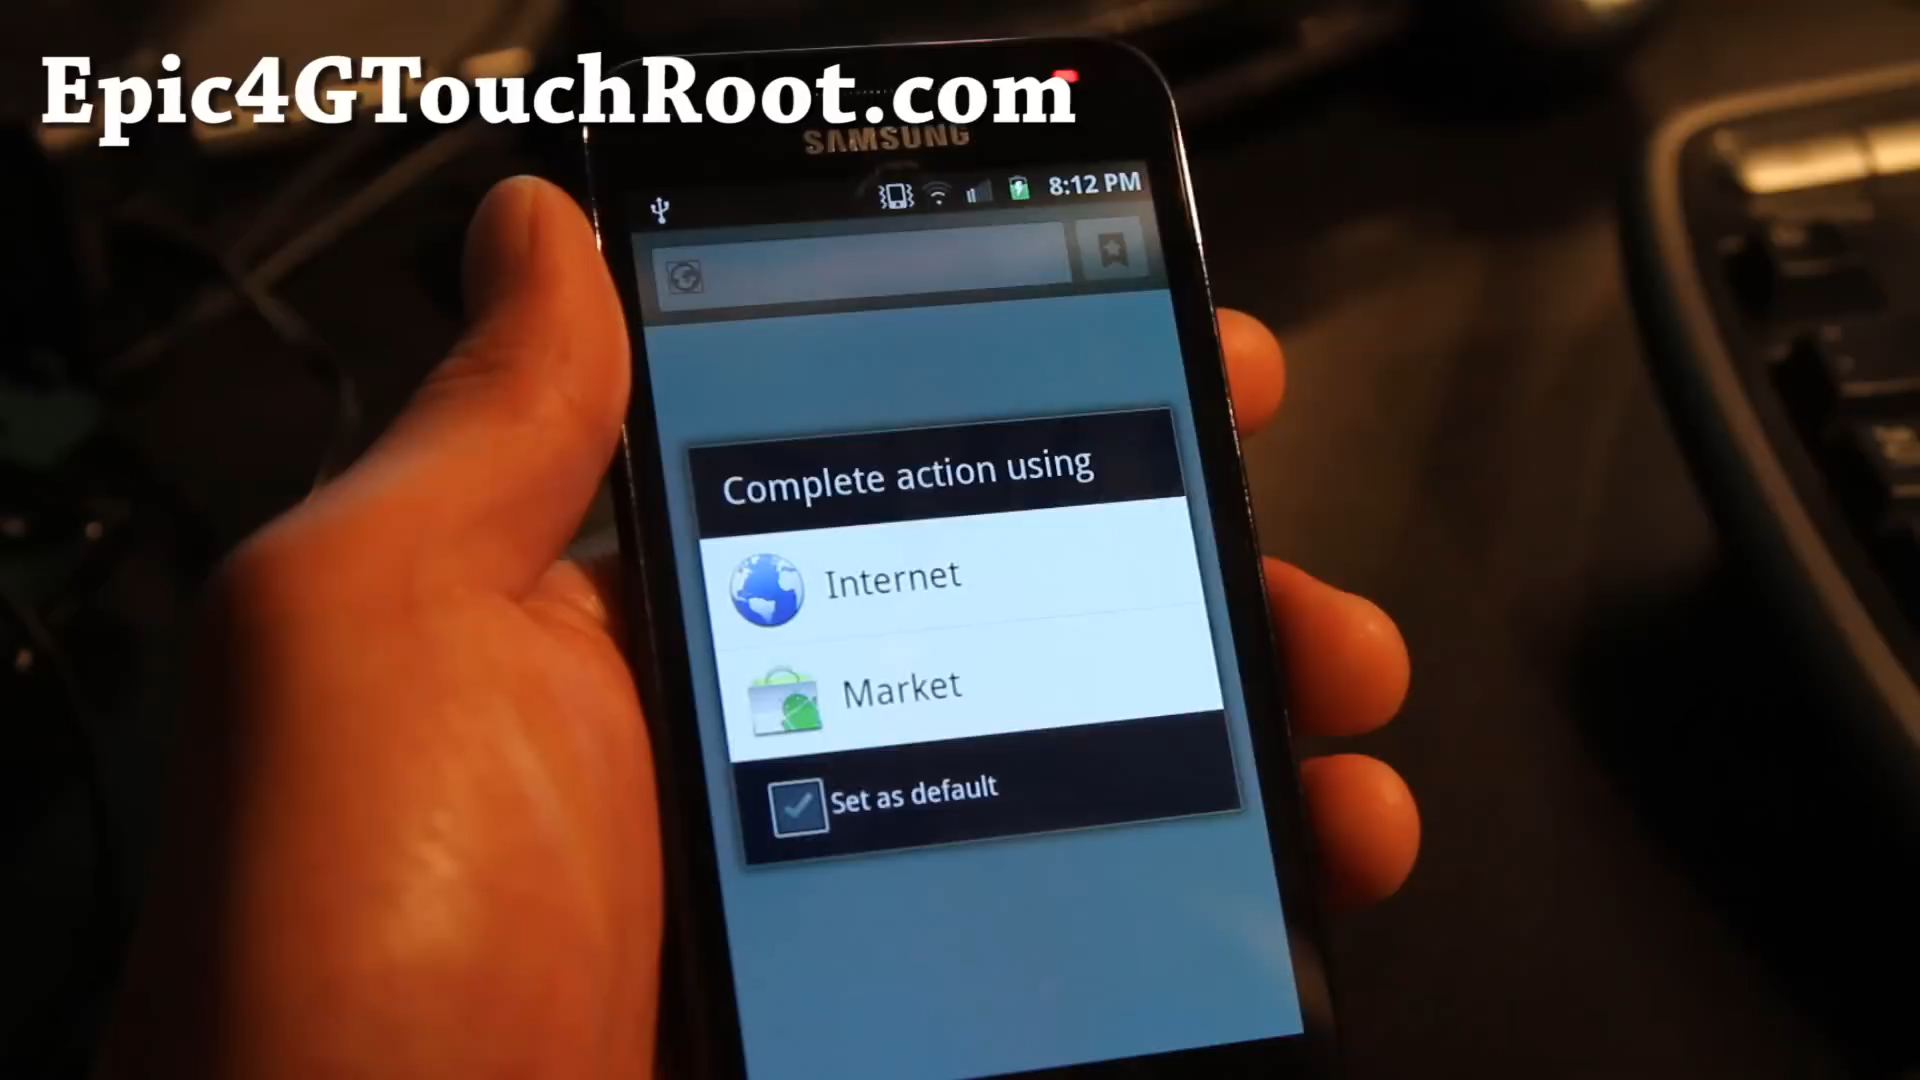 Epic4GTouchRoot.com
SAMSUNG
8:12 PM
Complete action using
Internet
Market
Set as default